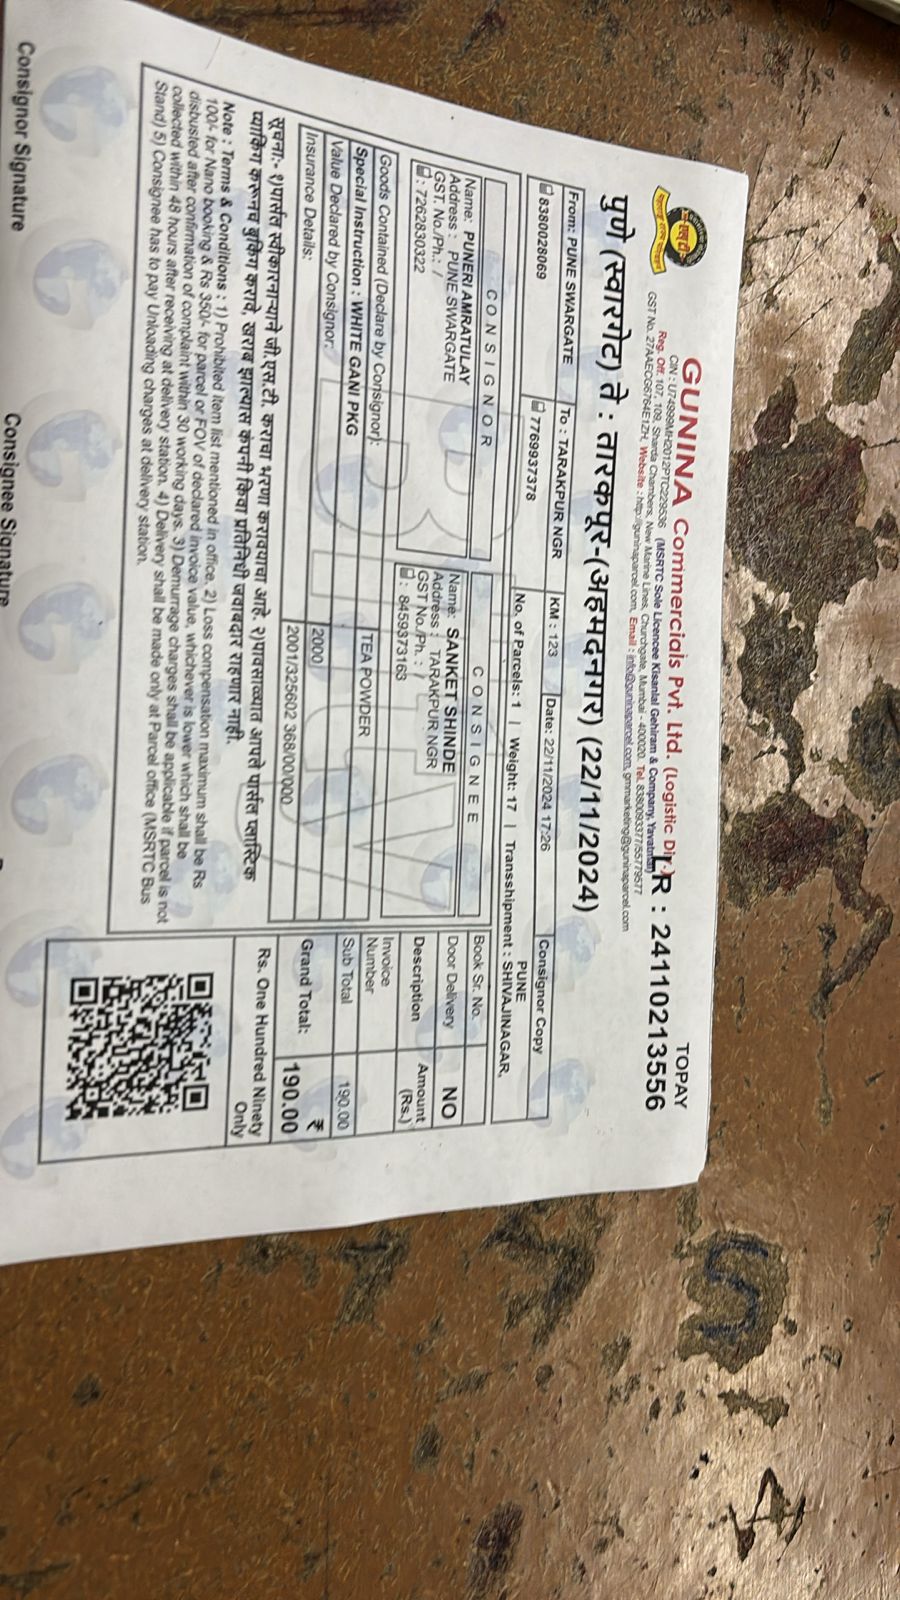 TOPAY
GUNINA Commercials Pvt. Ltd. (Logistic Div.)
LR : 24110213556
CIN : U74999MH2012PTC229536 (MSRTC Sole Licencee Kisanlal Gehiram & Company, Yavatmal)
Reg. Off. 107, 109, Sharda Chambers, New Marine Lines, Churchgate, Mumbai - 400020. Tel. 8380093377/55779577
GST No. 27AAECG6764E1ZH, Website : http://guninaparcel.com, Email : info@guninaparcel.com, gmmarketing@guninaparcel.com
पुणे (स्वारगेट) ते : तारकपूर-(अहमदनगर) (22/11/2024)
From: PUNE SWARGATE To : TARAKPUR NGR KM : 123 Date: 22/11/2024 17:26 Consignor Copy
8380028069 7769937378
No. of Parcels: 1 | Weight: 17 | Transshipment : SHIVAJINAGAR, PUNE
CONSIGNOR
Name: PUNERI AMRATULAY
Address : PUNE SWARGATE
GST. No./Ph.: /
: 7262830322
CONSIGNEE
Name: SANKET SHINDE
Address : TARAKPUR NGR
GST No./Ph. : /
: 8459373163
Goods Contained (Declare by Consignor): TEA POWDER
Special Instruction : WHITE GANI PKG
Value Declared by Consignor: 2000
Insurance Details: 2001/325602 368/00/000
Book Sr. No.
Door Delivery NO
Description Amount (Rs.)
Invoice Number
Sub Total 190.00
Grand Total: ₹ 190.00
Rs. One Hundred Ninety Only
सूचना:- १)पार्सल स्वीकारनाऱ्याने जी.एस.टी. कराचा भरणा करावयाचा आहे. २)पावसाळ्यात आपले पार्सल प्लास्टिक
प्याकिंग करूनच बुकिंग करावे, खराब झाल्यास कंपनी किंवा प्रतिनिधी जवाबदार राहणार नाही.
Note : Terms & Conditions : 1) Prohibited item list mentioned in office. 2) Loss compensation maximum shall be Rs
100/- for Nano booking & Rs 350/- for parcel or FOV of declared invoice value, whichever is lower which shall be
disbusted after confirmation of complaint within 30 working days. 3) Demurrage charges shall be applicable if parcel is not
collected within 48 hours after receiving at delivery station. 4) Delivery shall be made only at Parcel office (MSRTC Bus
Stand) 5) Consignee has to pay Unloading charges at delivery station.
Consignor Signature
Consignee Signature